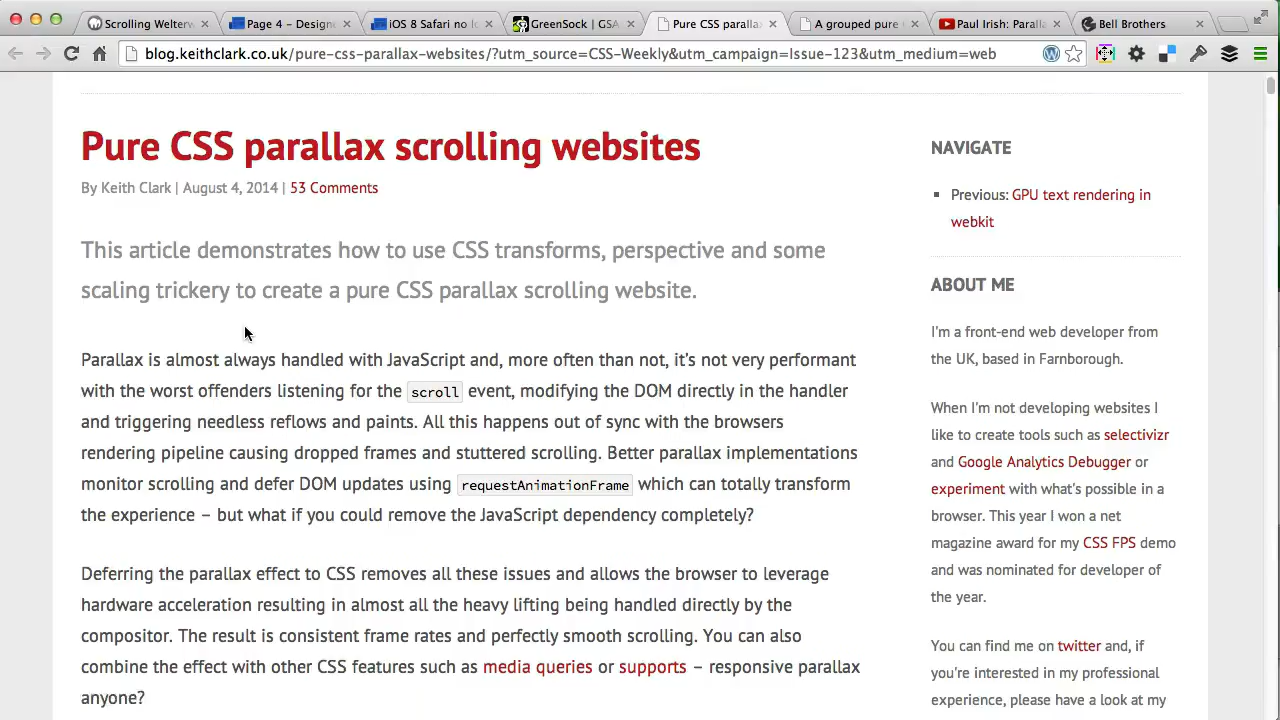 Scrolling Welterw
Page 4 – Design
iOS 8 Safari no lo
GreenSock | GSA
Pure CSS paralla
A grouped pure
Paul Irish: Paralla
Bell Brothers
blog.keithclark.co.uk/pure-css-parallax-websites/?utm_source=CSS-Weekly&utm_campaign=Issue-123&utm_medium=web
Pure CSS parallax scrolling websites
By Keith Clark | August 4, 2014 | 53 Comments
This article demonstrates how to use CSS transforms, perspective and some
scaling trickery to create a pure CSS parallax scrolling website.
Parallax is almost always handled with JavaScript and, more often than not, it's not very performant
with the worst offenders listening for the scroll event, modifying the DOM directly in the handler
and triggering needless reflows and paints. All this happens out of sync with the browsers
rendering pipeline causing dropped frames and stuttered scrolling. Better parallax implementations
monitor scrolling and defer DOM updates using requestAnimationFrame which can totally transform
the experience – but what if you could remove the JavaScript dependency completely?
Deferring the parallax effect to CSS removes all these issues and allows the browser to leverage
hardware acceleration resulting in almost all the heavy lifting being handled directly by the
compositor. The result is consistent frame rates and perfectly smooth scrolling. You can also
combine the effect with other CSS features such as media queries or supports – responsive parallax
anyone?
NAVIGATE
Previous: GPU text rendering in
webkit
ABOUT ME
I'm a front-end web developer from
the UK, based in Farnborough.
When I'm not developing websites I
like to create tools such as selectivizr
and Google Analytics Debugger or
experiment with what's possible in a
browser. This year I won a net
magazine award for my CSS FPS demo
and was nominated for developer of
the year.
You can find me on twitter and, if
you're interested in my professional
experience, please have a look at my